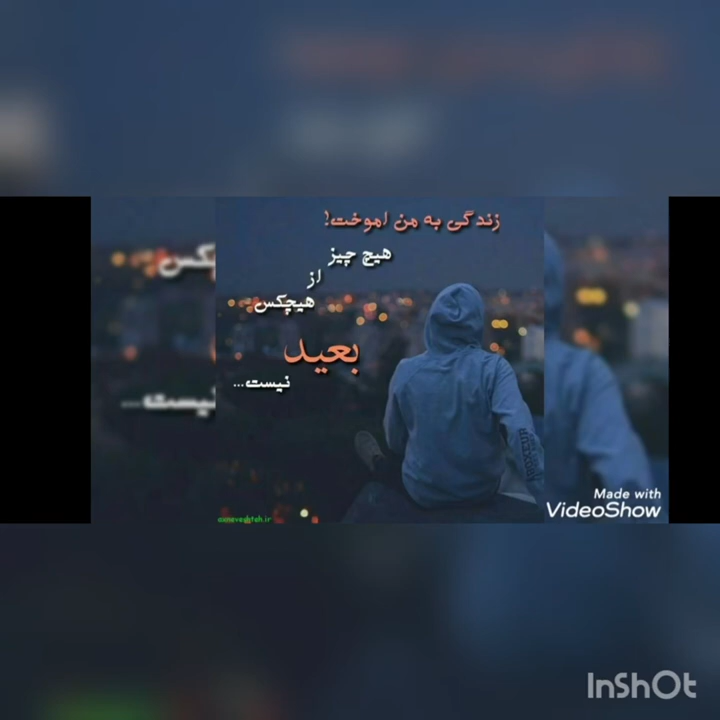 زندگی به من اموخت!
هیچ چیز
از
هیچکس
بعید
نیست...
Made with
VideoShow
InShOt